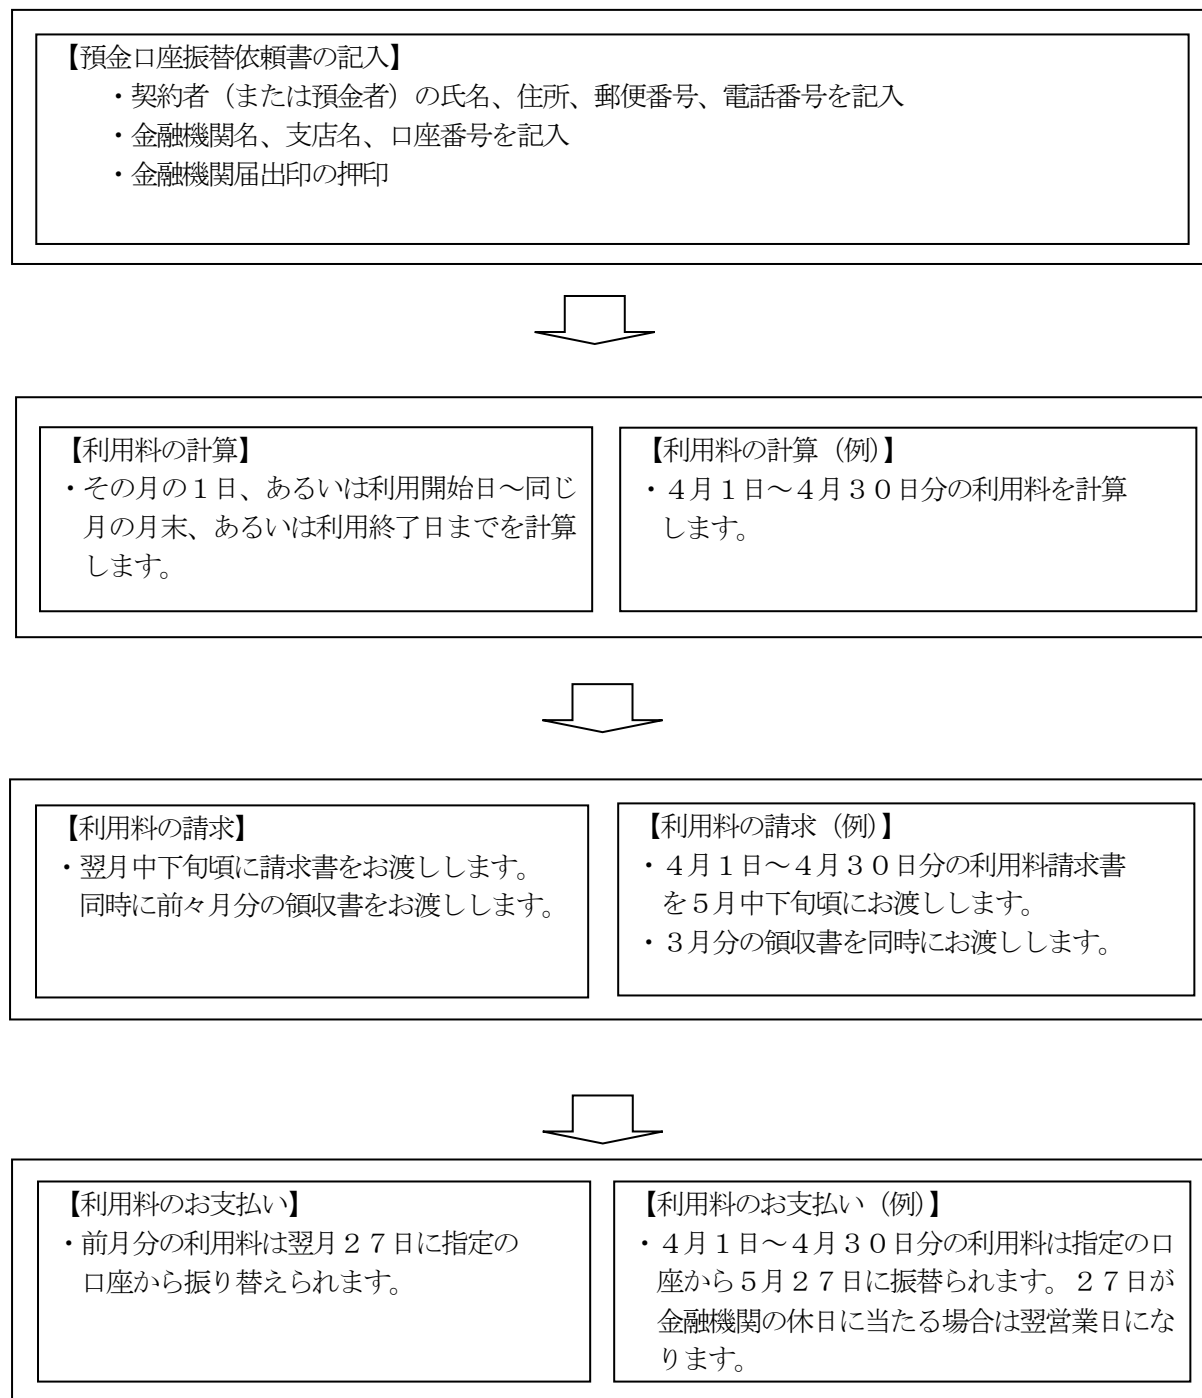 【預金口座振替依頼書の記入】
・契約者（または預金者）の氏名、住所、郵便番号、電話番号を記入
・金融機関名、支店名、口座番号を記入
・金融機関届出印の押印
【利用料の計算】
・その月の１日、あるいは利用開始日～同じ
月の月末、あるいは利用終了日までを計算
します。
【利用料の計算（例）】
・４月１日～４月３０日分の利用料を計算
します。
【利用料の請求】
・翌月中下旬頃に請求書をお渡しします。
同時に前々月分の領収書をお渡しします。
【利用料の請求（例）】
・４月１日～４月３０日分の利用料請求書
を５月中下旬頃にお渡しします。
・３月分の領収書を同時にお渡しします。
【利用料のお支払い】
・前月分の利用料は翌月２７日に指定の
口座から振り替えられます。
【利用料のお支払い（例）】
・４月１日～４月３０日分の利用料は指定の口
座から５月２７日に振替られます。２７日が
金融機関の休日に当たる場合は翌営業日にな
ります。